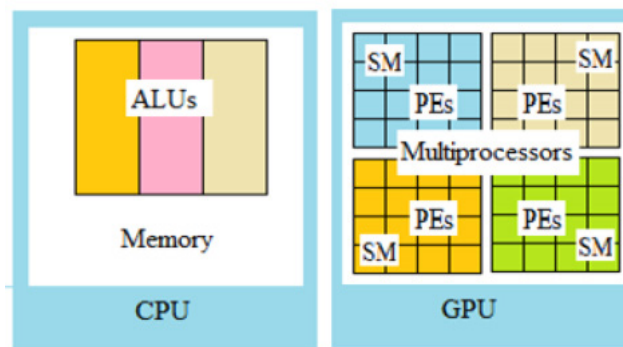 ALUs
Memory
CPU
SM
SM
PEs
PEs
Multiprocessors
PEs
PEs
SM
SM
GPU